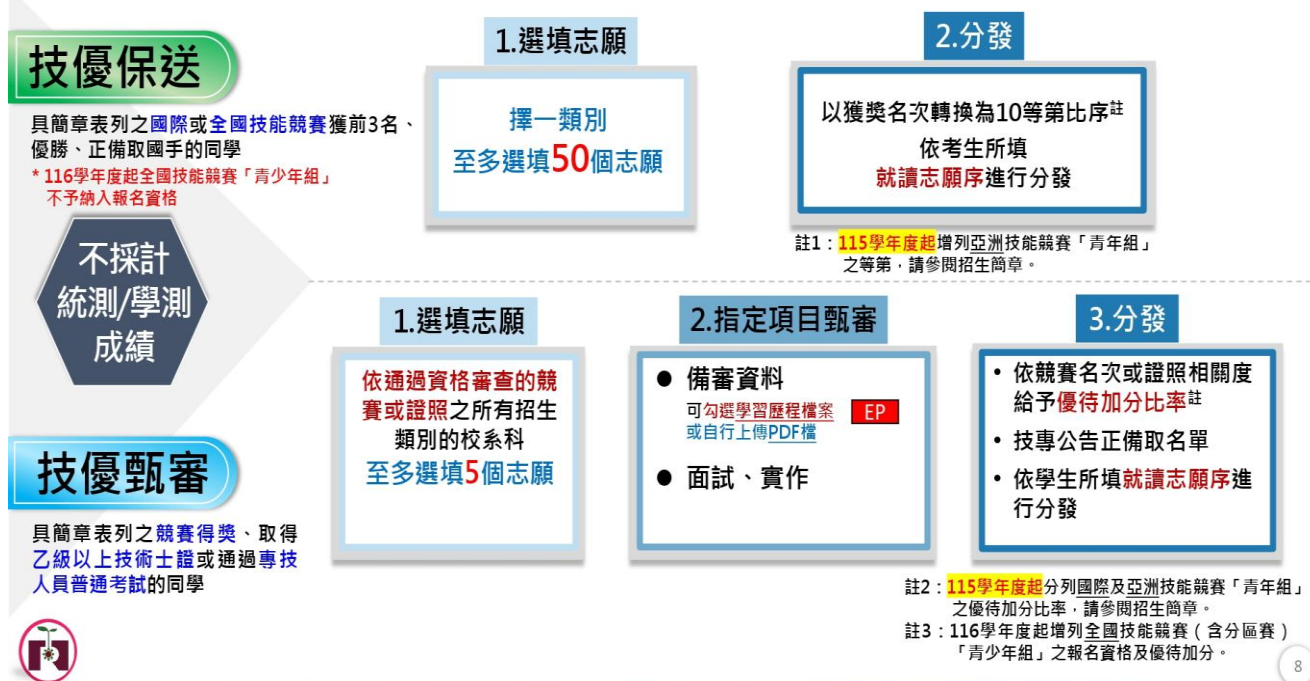 技優保送
具簡章表列之國際或全國技能競賽獲前3名、
優勝、正備取國手的同學
* 116學年度起全國技能競賽「青少年組」
不予納入報名資格
1.選填志願
擇一類別
至多選填50個志願
2.分發
以獲獎名次轉換為10等第比序註
依考生所填
就讀志願序進行分發
註1：115學年度起增列亞洲技能競賽「青年組」
之等第，請參閱招生簡章。
不採計
統測/學測
成績
技優甄審
具簡章表列之競賽得獎、取得
乙級以上技術士證或通過專技
人員普通考試的同學
1.選填志願
依通過資格審查的競
賽或證照之所有招生
類別的校系科
至多選填5個志願
2.指定項目甄審
● 備審資料
可勾選學習歷程檔案 EP
或自行上傳PDF檔
● 面試、實作
3.分發
• 依競賽名次或證照相關度
給予優待加分比率註
• 技專公告正備取名單
• 依學生所填就讀志願序進
行分發
註2：115學年度起分列國際及亞洲技能競賽「青年組」
之優待加分比率，請參閱招生簡章。
註3：116學年度起增列全國技能競賽（含分區賽）
「青少年組」之報名資格及優待加分。
8